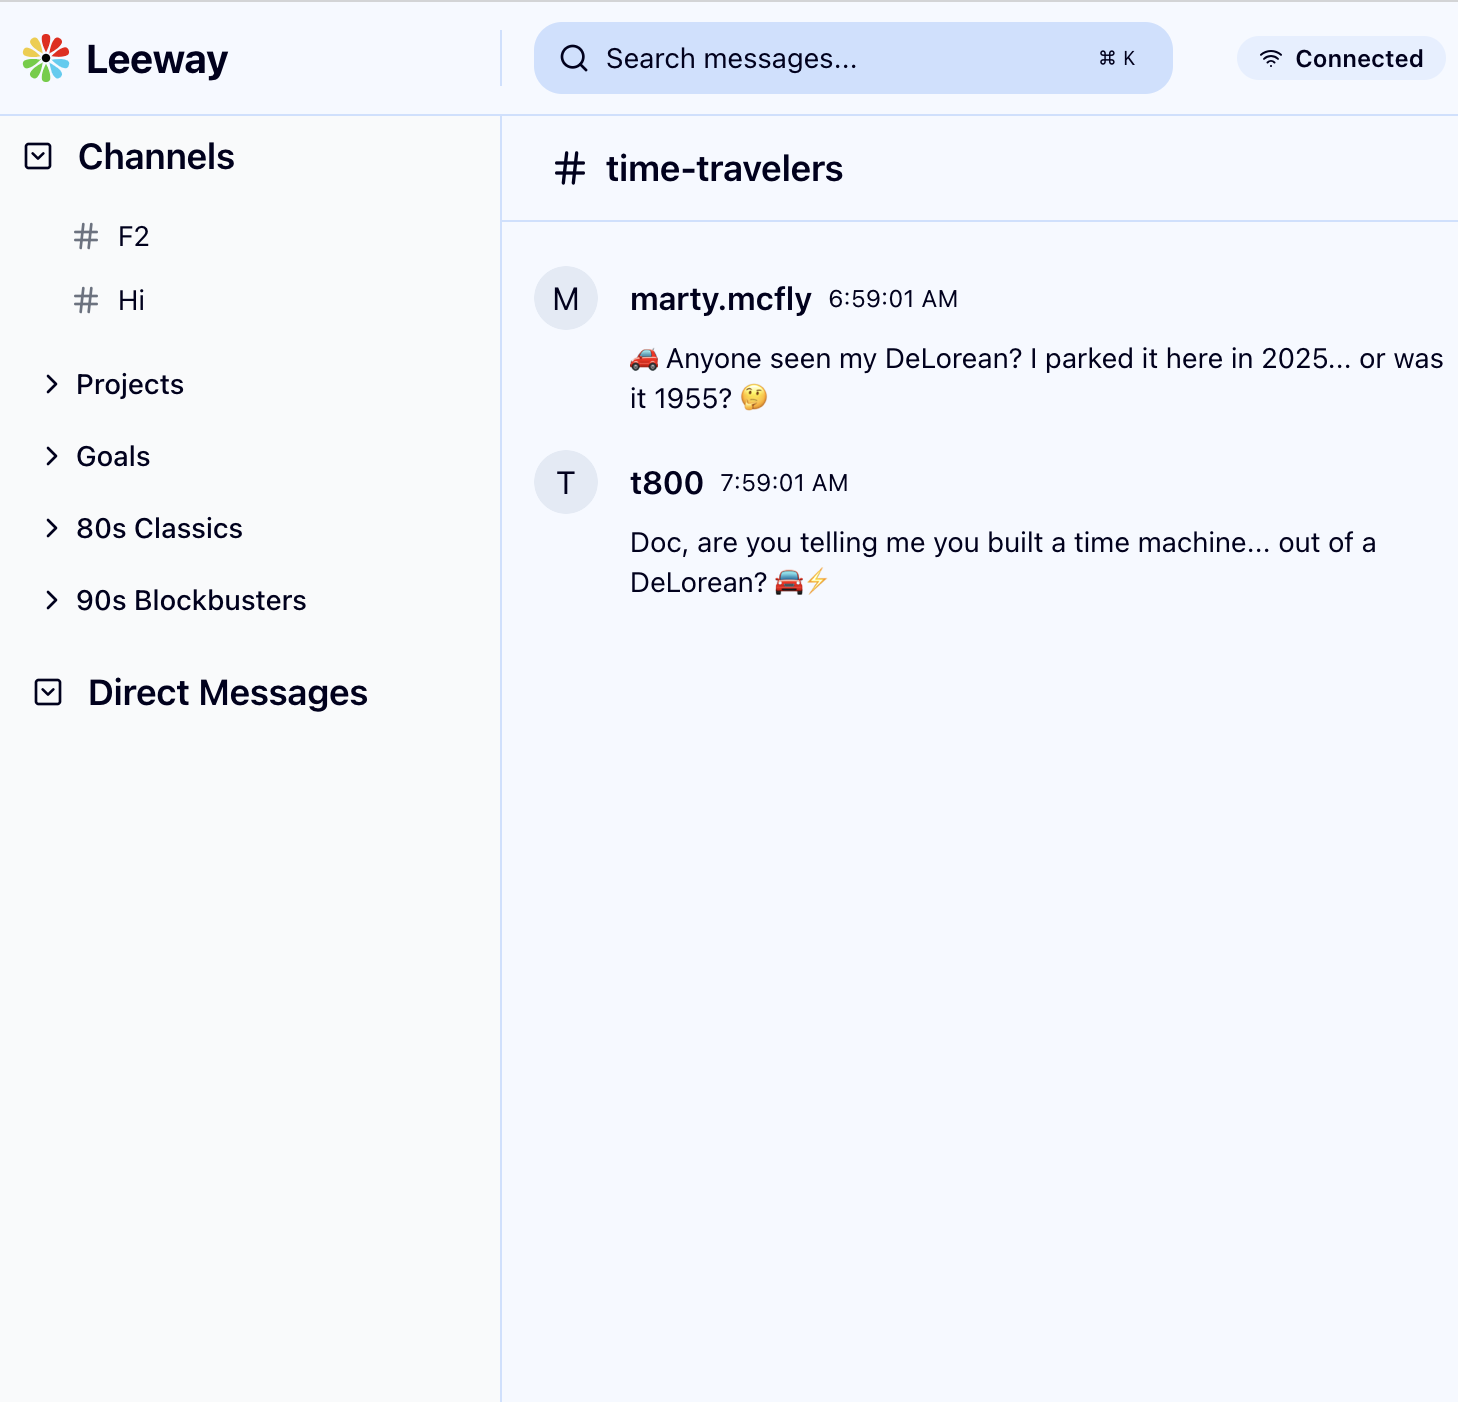 Leeway
Search messages...
⌘ K
Connected
Channels
# F2
# Hi
Projects
Goals
80s Classics
90s Blockbusters
Direct Messages
# time-travelers
M
marty.mcfly 6:59:01 AM
🚗 Anyone seen my DeLorean? I parked it here in 2025... or was
it 1955? 🤔
T
t800 7:59:01 AM
Doc, are you telling me you built a time machine... out of a
DeLorean? 🚘⚡